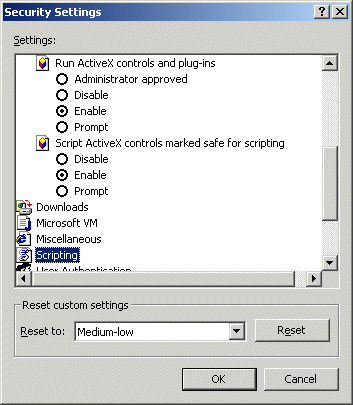 Security Settings
Settings:
Run ActiveX controls and plug-ins
Administrator approved
Disable
Enable
Prompt
Script ActiveX controls marked safe for scripting
Disable
Enable
Prompt
Downloads
Microsoft VM
Miscellaneous
Scripting
User Authentication
Reset custom settings
Reset to: Medium-low Reset
OK Cancel